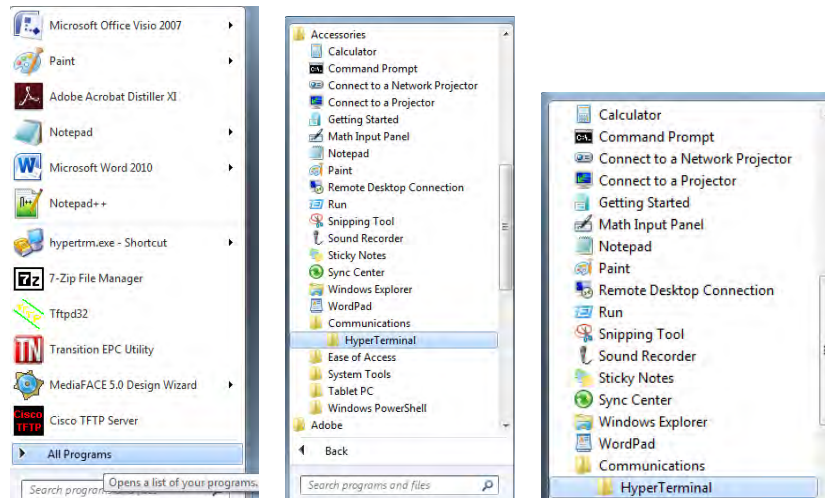 Microsoft Office Visio 2007
Paint
Adobe Acrobat Distiller XI
Notepad
W
Microsoft Word 2010
Notepad++
hypertrm.exe - Shortcut
7z
7-Zip File Manager
Tftpd32
TN
Transition EPC Utility
MediaFACE 5.0 Design Wizard
Cisco
TFTP
Cisco TFTP Server
All Programs
Search program
Opens a list of your programs.
Accessories
Calculator
Command Prompt
Connect to a Network Projector
Connect to a Projector
Getting Started
Math Input Panel
Notepad
Paint
Remote Desktop Connection
Run
Snipping Tool
Sound Recorder
Sticky Notes
Sync Center
Windows Explorer
WordPad
Communications
HyperTerminal
Ease of Access
System Tools
Tablet PC
Windows PowerShell
Adobe
Back
Search programs and files
Calculator
Command Prompt
Connect to a Network Projector
Connect to a Projector
Getting Started
Math Input Panel
Notepad
Paint
Remote Desktop Connection
Run
Snipping Tool
Sound Recorder
Sticky Notes
Sync Center
Windows Explorer
WordPad
Communications
HyperTerminal